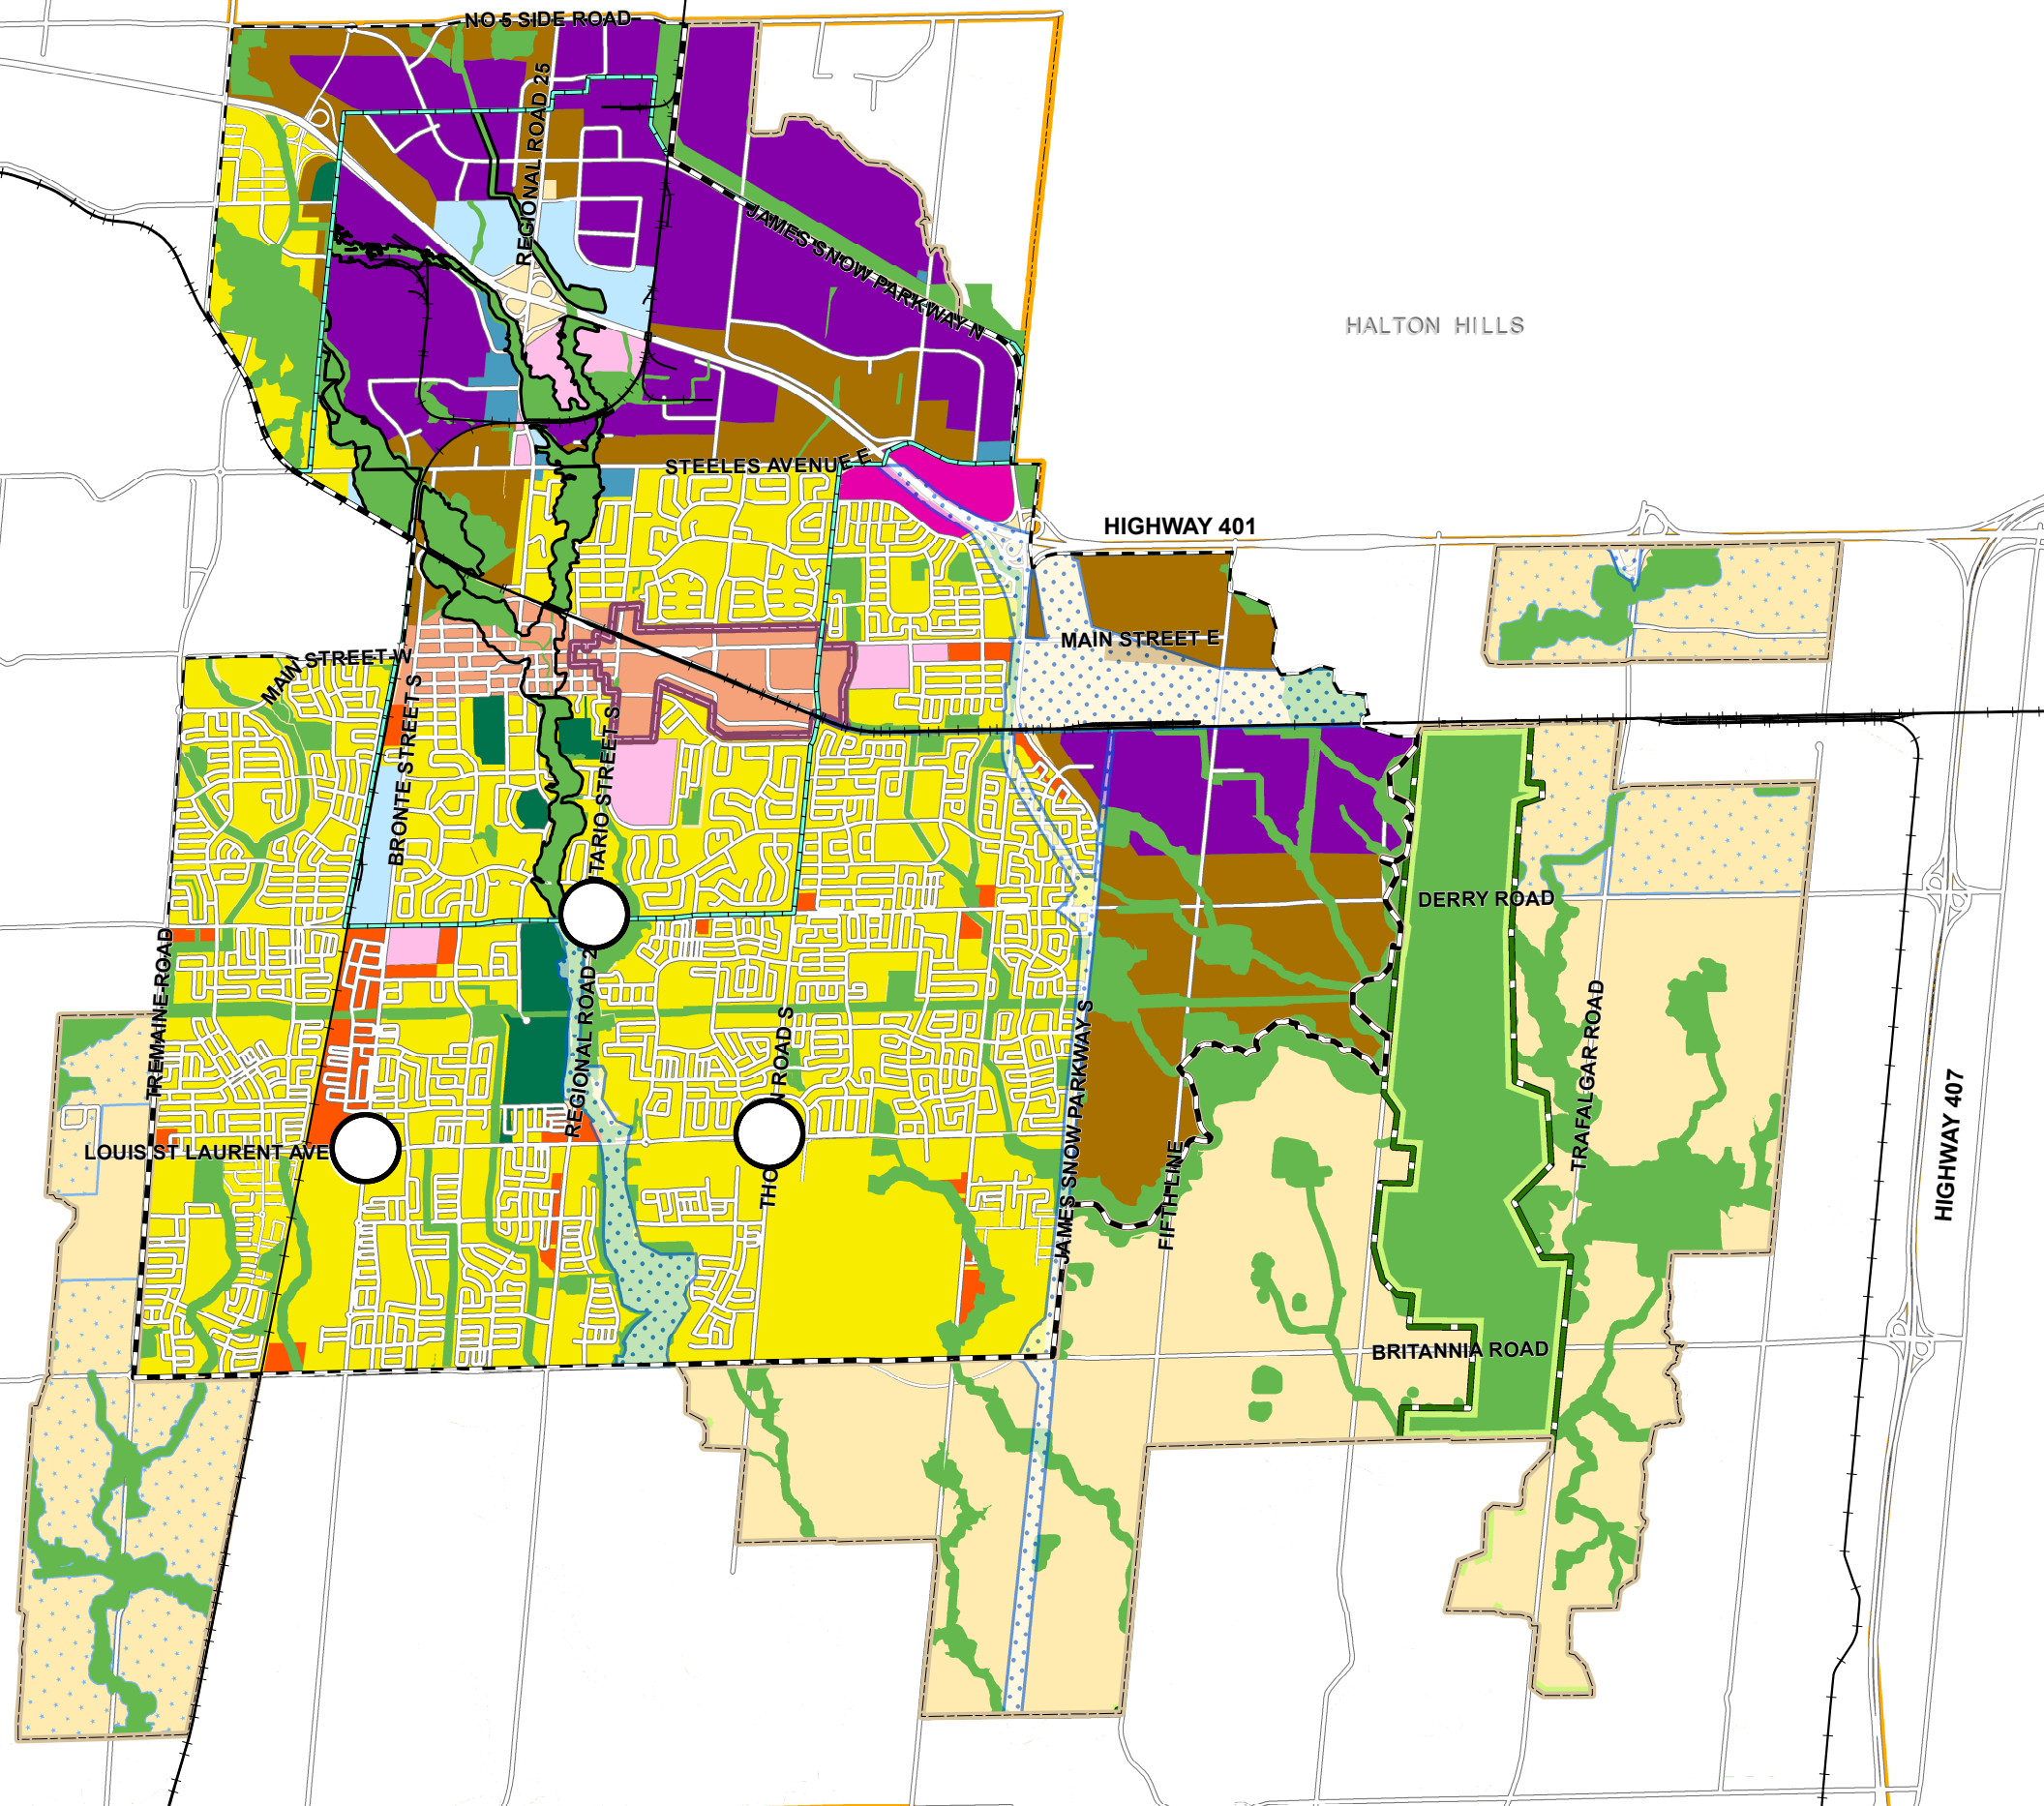 NO 5 SIDE ROAD
REGIONAL ROAD 25
JAMES SNOW PARKWAY N
HALTON HILLS
STEELES AVENUE E
HIGHWAY 401
MAIN STREET E
MAIN STREET W
BRONTE STREET S
TARIO STREET S
DERRY ROAD
TREMAINE ROAD
REGIONAL ROAD 2
N ROAD S
THO
JAMES SNOW PARKWAY S
TRAFALGAR ROAD
HIGHWAY 407
LOUIS ST LAURENT AVE
FIFTH LINE
BRITANNIA ROAD